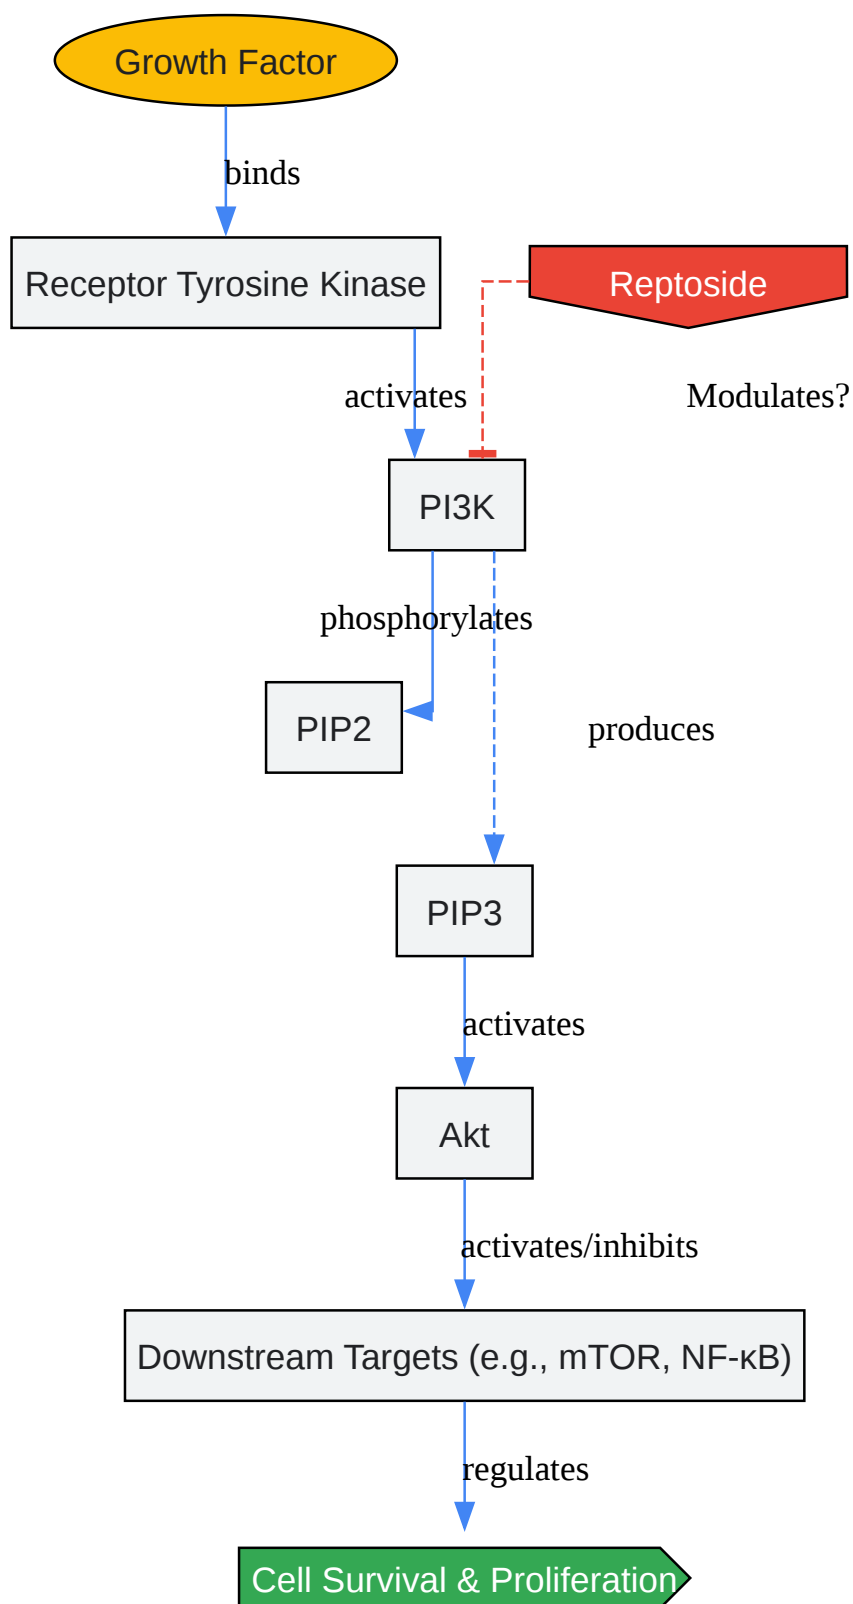 Growth Factor
binds
Receptor Tyrosine Kinase
Reptoside
activates
Modulates?
PI3K
phosphorylates
PIP2
produces
PIP3
activates
Akt
activates/inhibits
Downstream Targets (e.g., mTOR, NF-κB)
regulates
Cell Survival & Proliferation